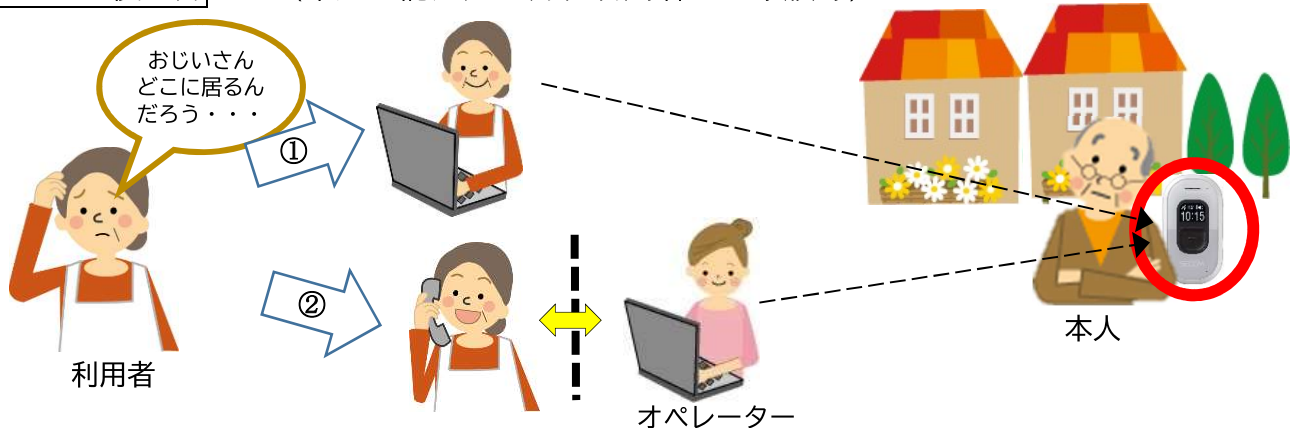 おじいさん
どこに居るん
だろう・・・
①
②
10:15
利用者
オペレーター
本人